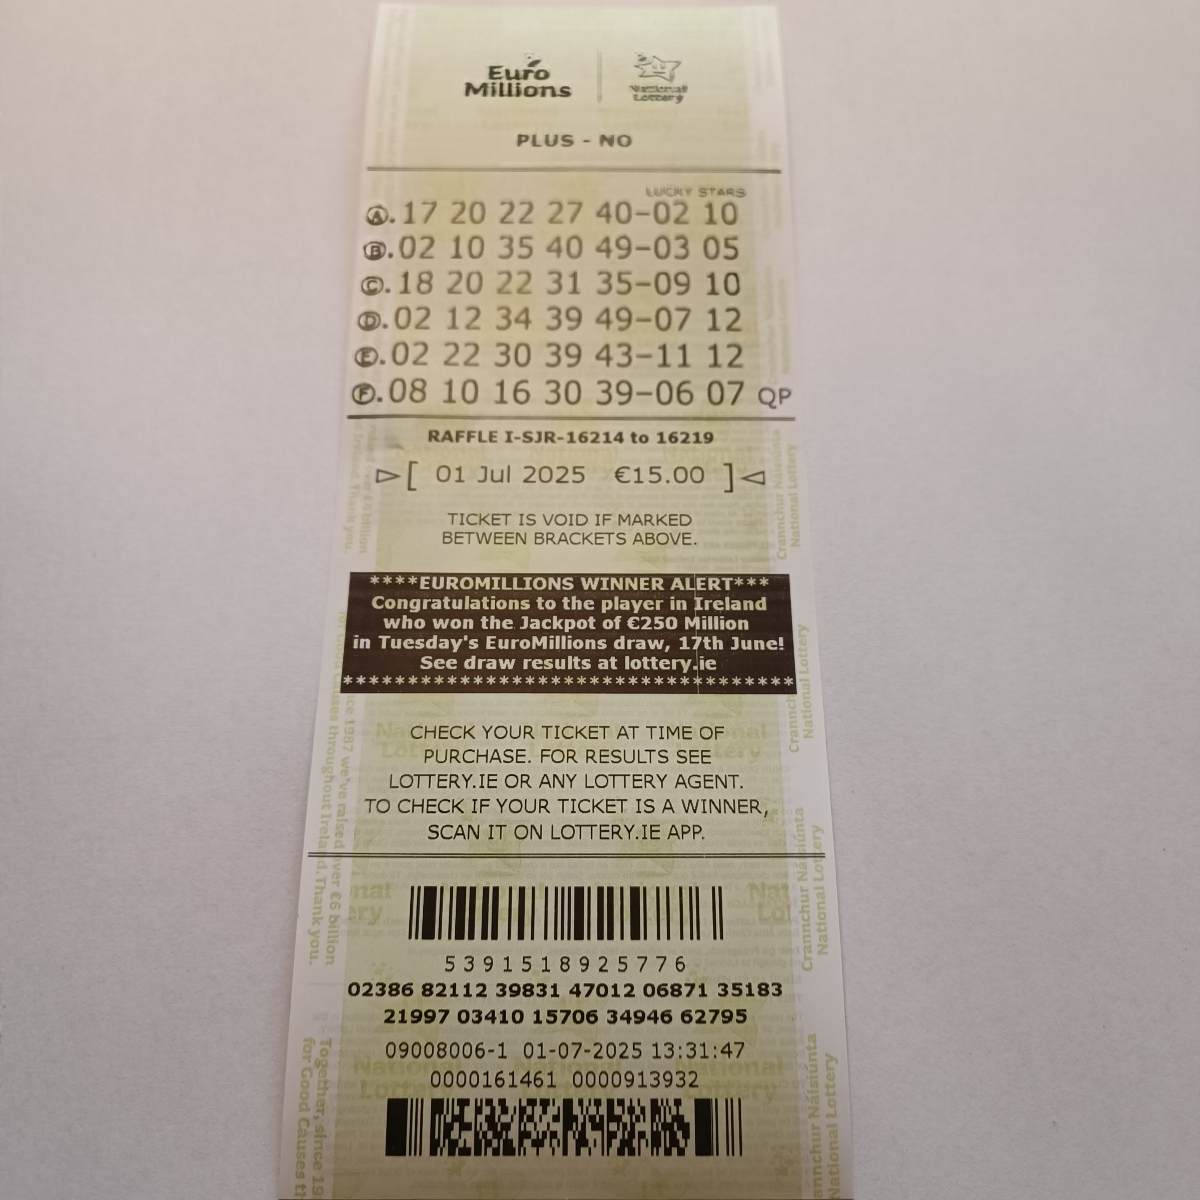 Euro Millions
National Lottery
PLUS - NO
LUCKY STARS
A. 17 20 22 27 40-02 10
B. 02 10 35 40 49-03 05
C. 18 20 22 31 35-09 10
D. 02 12 34 39 49-07 12
E. 02 22 30 39 43-11 12
F. 08 10 16 30 39-06 07 QP
RAFFLE I-SJR-16214 to 16219
[ 01 Jul 2025 €15.00 ]
TICKET IS VOID IF MARKED
BETWEEN BRACKETS ABOVE.
****EUROMILLIONS WINNER ALERT***
Congratulations to the player in Ireland
who won the Jackpot of €250 Million
in Tuesday's EuroMillions draw, 17th June!
See draw results at lottery.ie
***********************************
CHECK YOUR TICKET AT TIME OF
PURCHASE. FOR RESULTS SEE
LOTTERY.IE OR ANY LOTTERY AGENT.
TO CHECK IF YOUR TICKET IS A WINNER,
SCAN IT ON LOTTERY.IE APP.
5391518925776
02386 82112 39831 47012 06871 35183
21997 03410 15706 34946 62795
09008006-1 01-07-2025 13:31:47
0000161461 0000913932
Crannchur Náisiúnta
National Lottery